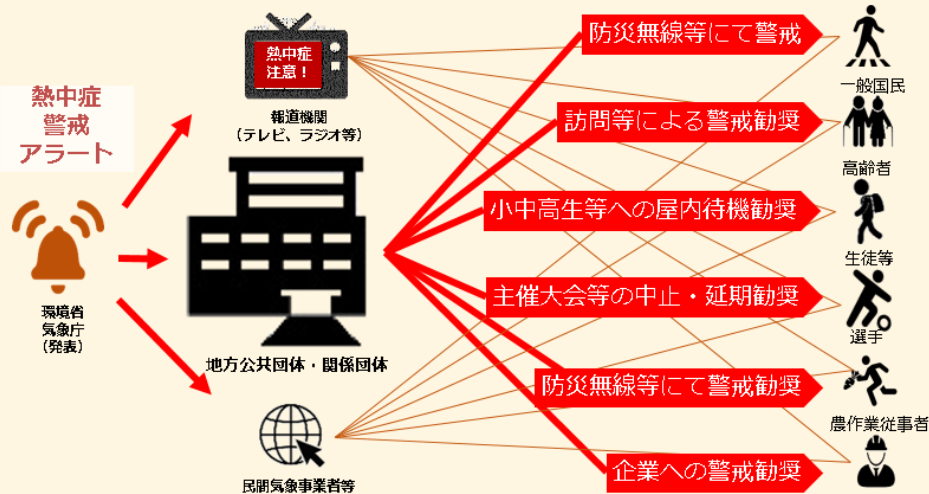 熱中症
警戒
アラート
環境省
気象庁
（発表）
熱中症
注意！
報道機関
（テレビ、ラジオ等）
地方公共団体・関係団体
民間気象事業者等
防災無線等にて警戒
訪問等による警戒勧奨
小中高生等への屋内待機勧奨
主催大会等の中止・延期勧奨
防災無線等にて警戒勧奨
企業への警戒勧奨
一般国民
高齢者
生徒等
選手
農作業従事者